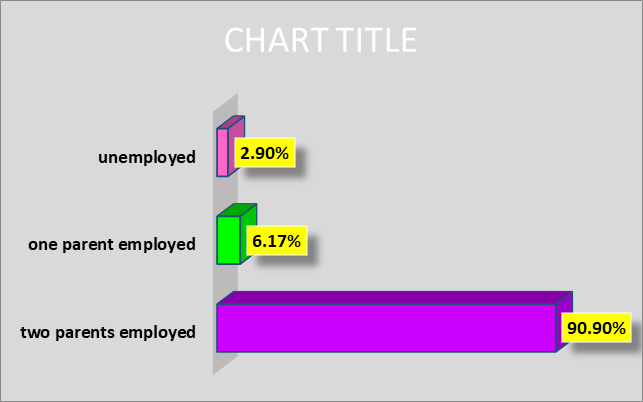 CHART TITLE
unemployed
2.90%
one parent employed
6.17%
two parents employed
90.90%